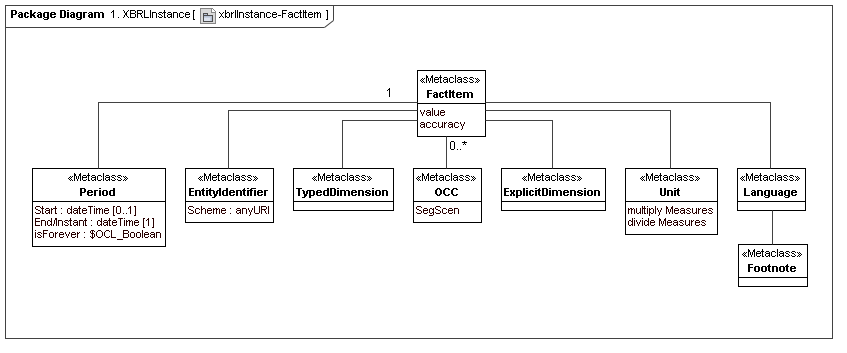 Package Diagram 1. XBRLInstance [ xbrlInstance-FactItem ]
«Metaclass»
FactItem
value
accuracy
1
0..*
«Metaclass»
Period
Start : dateTime [0..1]
End/Instant : dateTime [1]
isForever : $OCL_Boolean
«Metaclass»
EntityIdentifier
Scheme : anyURI
«Metaclass»
TypedDimension
«Metaclass»
OCC
SegScen
«Metaclass»
ExplicitDimension
«Metaclass»
Unit
multiply Measures
divide Measures
«Metaclass»
Language
«Metaclass»
Footnote